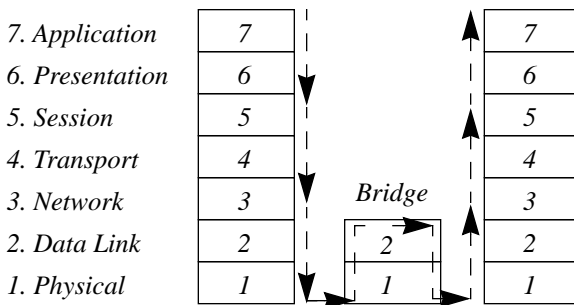 7. Application 7 7
6. Presentation 6 6
5. Session 5 5
4. Transport 4 4
3. Network 3 Bridge 3
2. Data Link 2 2 2
1. Physical 1 1 1